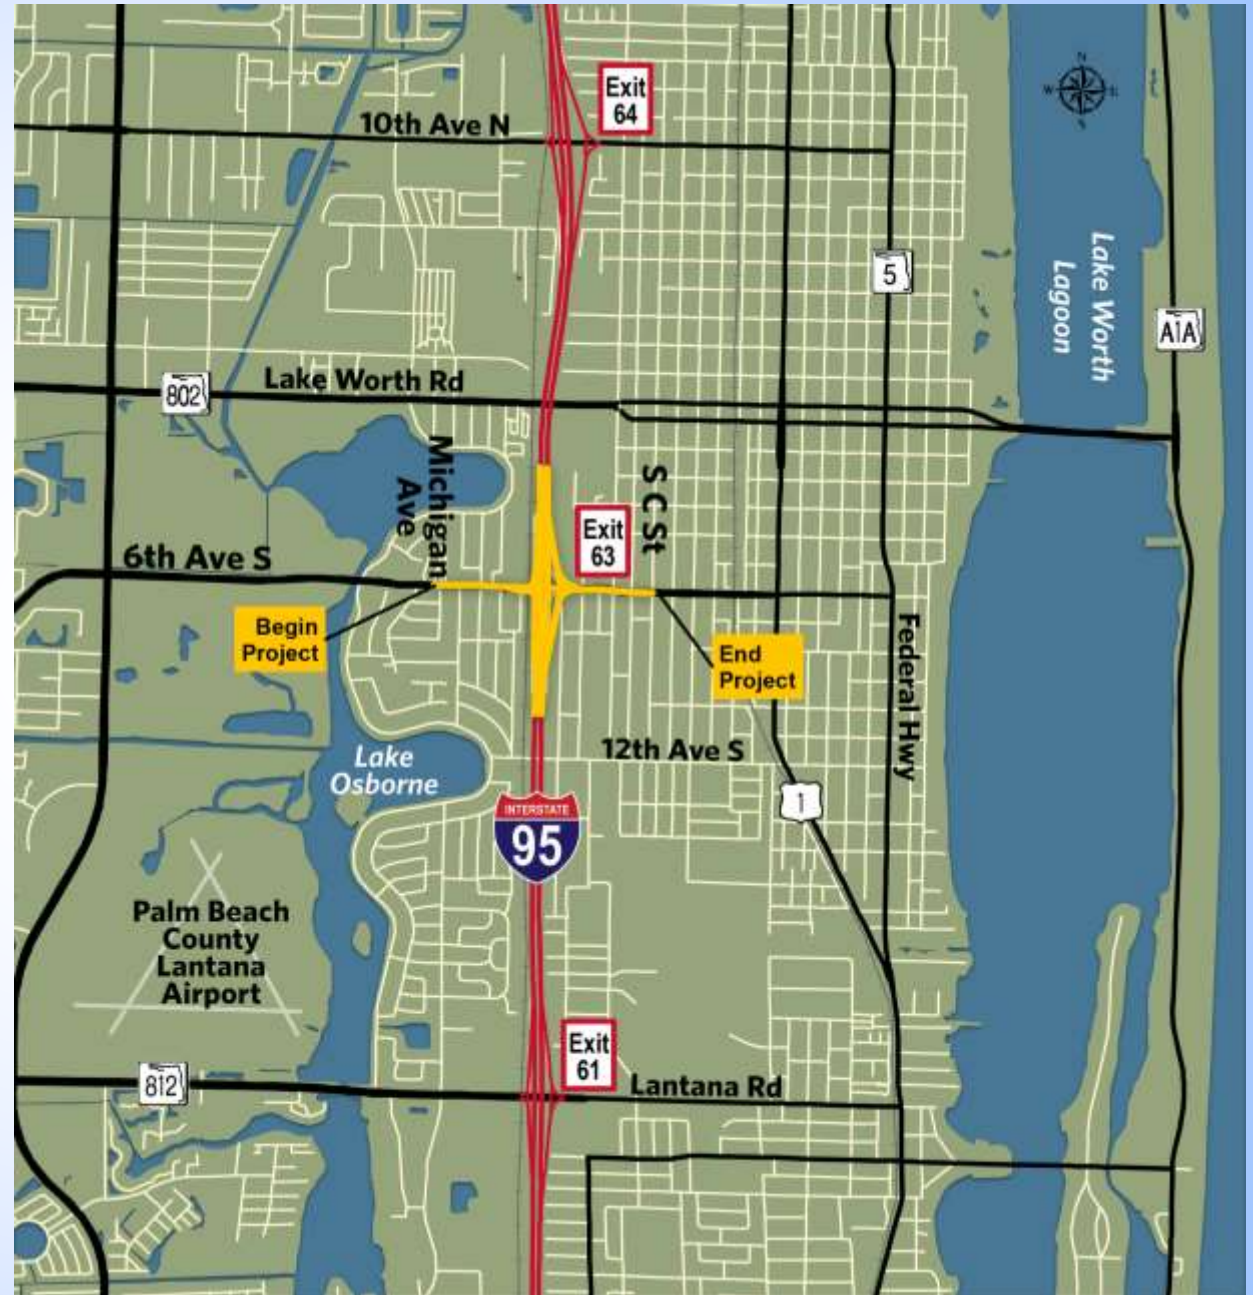 Exit
64
N
W
E
S
10th Ave N
5
Lake Worth
Lagoon
A1A
802
Lake Worth Rd
Michigan
Ave
S C St
Exit
63
6th Ave S
Begin
Project
End
Project
Federal Hwy
12th Ave S
Lake
Osborne
1
INTERSTATE
95
Palm Beach
County
Lantana
Airport
Exit
61
812
Lantana Rd